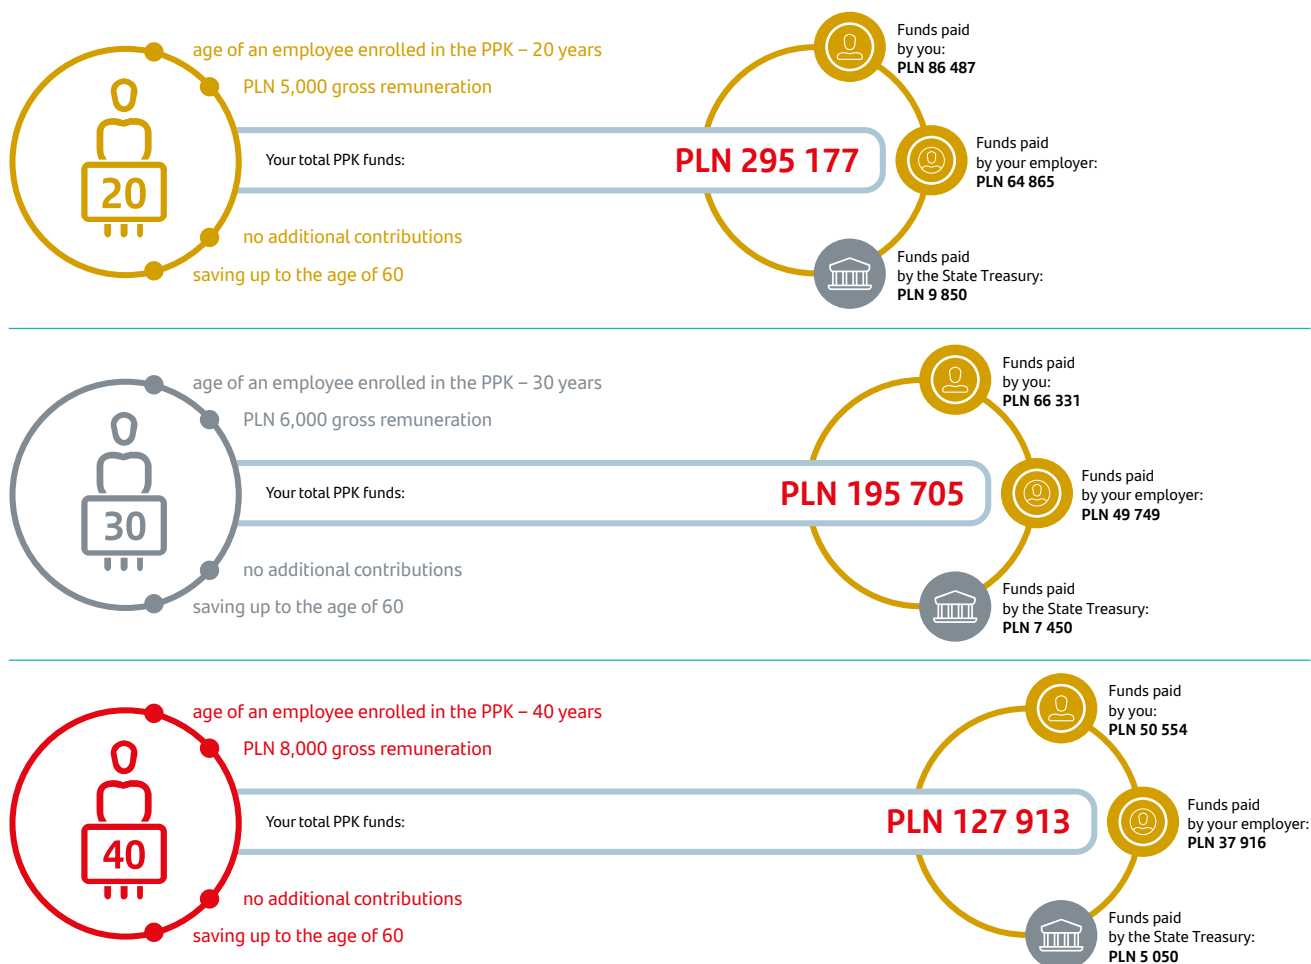 age of an employee enrolled in the PPK – 20 years
PLN 5,000 gross remuneration
20
Your total PPK funds:
PLN 295 177
no additional contributions
saving up to the age of 60
Funds paid
by you:
PLN 86 487
Funds paid
by your employer:
PLN 64 865
Funds paid
by the State Treasury:
PLN 9 850
age of an employee enrolled in the PPK – 30 years
PLN 6,000 gross remuneration
30
Your total PPK funds:
PLN 195 705
no additional contributions
saving up to the age of 60
Funds paid
by you:
PLN 66 331
Funds paid
by your employer:
PLN 49 749
Funds paid
by the State Treasury:
PLN 7 450
age of an employee enrolled in the PPK – 40 years
PLN 8,000 gross remuneration
40
Your total PPK funds:
PLN 127 913
no additional contributions
saving up to the age of 60
Funds paid
by you:
PLN 50 554
Funds paid
by your employer:
PLN 37 916
Funds paid
by the State Treasury:
PLN 5 050